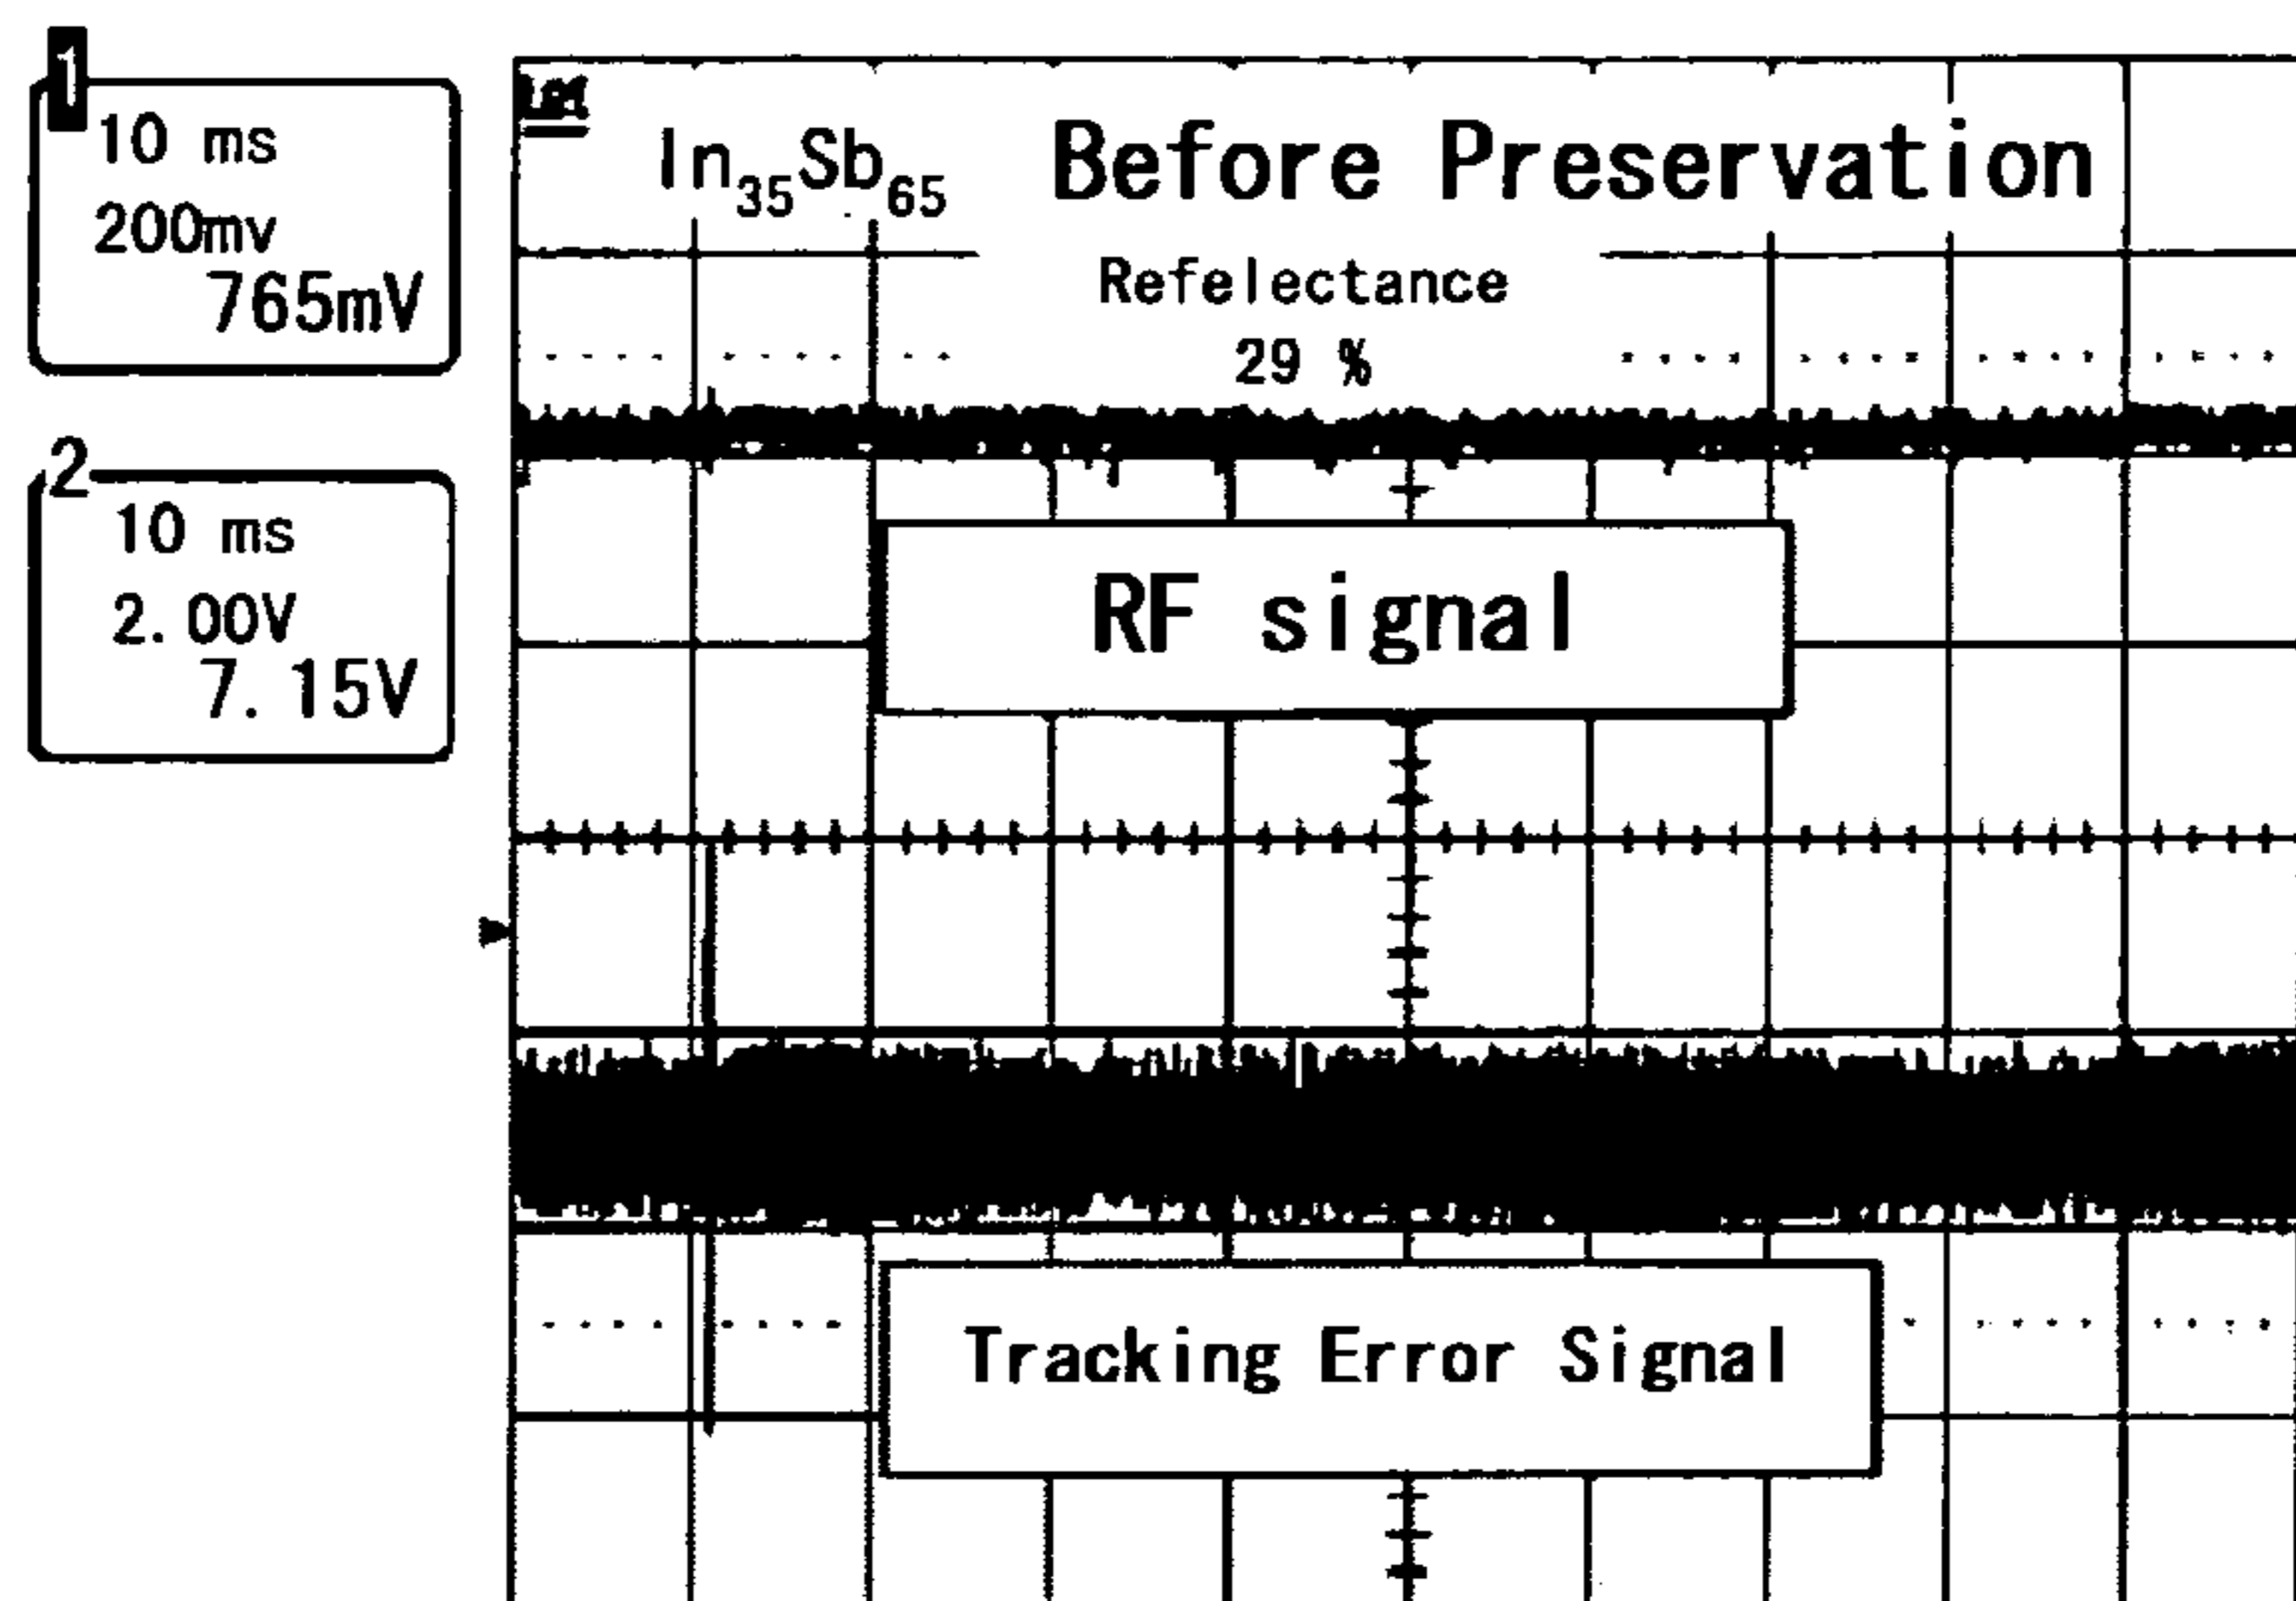 1
10 ms
200mv
765mV
2
10 ms
2.00V
7.15V
In35Sb65 Before Preservation
Refelectance
29 %
RF signal
Tracking Error Signal